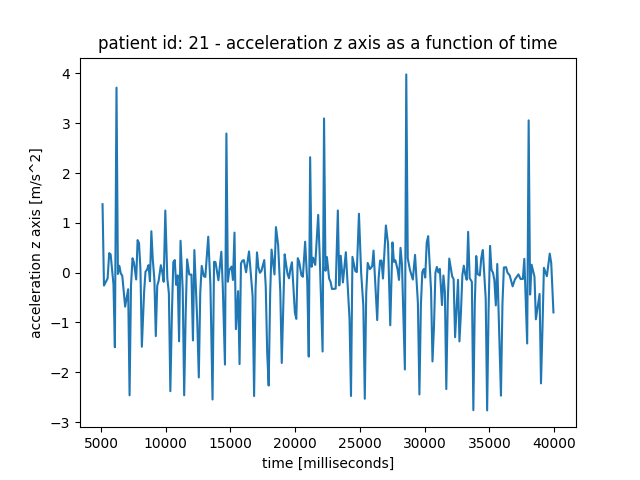 patient id: 21 - acceleration z axis as a function of time
acceleration z axis [m/s^2]
4
3
2
1
0
−1
−2
−3
5000 10000 15000 20000 25000 30000 35000 40000
time [milliseconds]